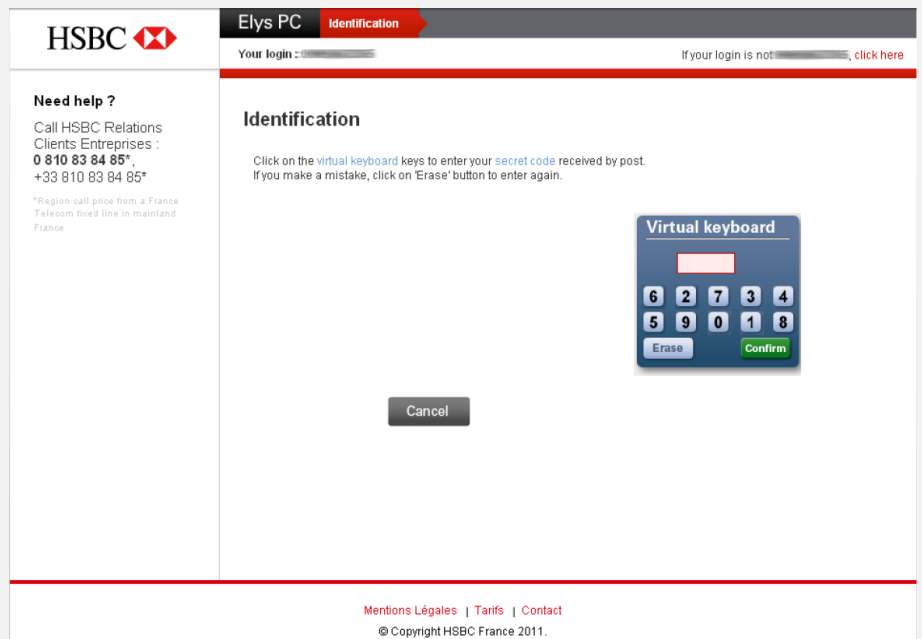 HSBC
Elys PC
Identification
Your login :
If your login is not , click here
Need help ?
Call HSBC Relations
Clients Entreprises :
0 810 83 84 85*,
+33 810 83 84 85*
*Region call price from a France
Telecom fixed line in mainland
France
Identification
Click on the virtual keyboard keys to enter your secret code received by post.
If you make a mistake, click on 'Erase' button to enter again.
Virtual keyboard
6 2 7 3 4
5 9 0 1 8
Erase Confirm
Cancel
Mentions Légales | Tarifs | Contact
© Copyright HSBC France 2011.